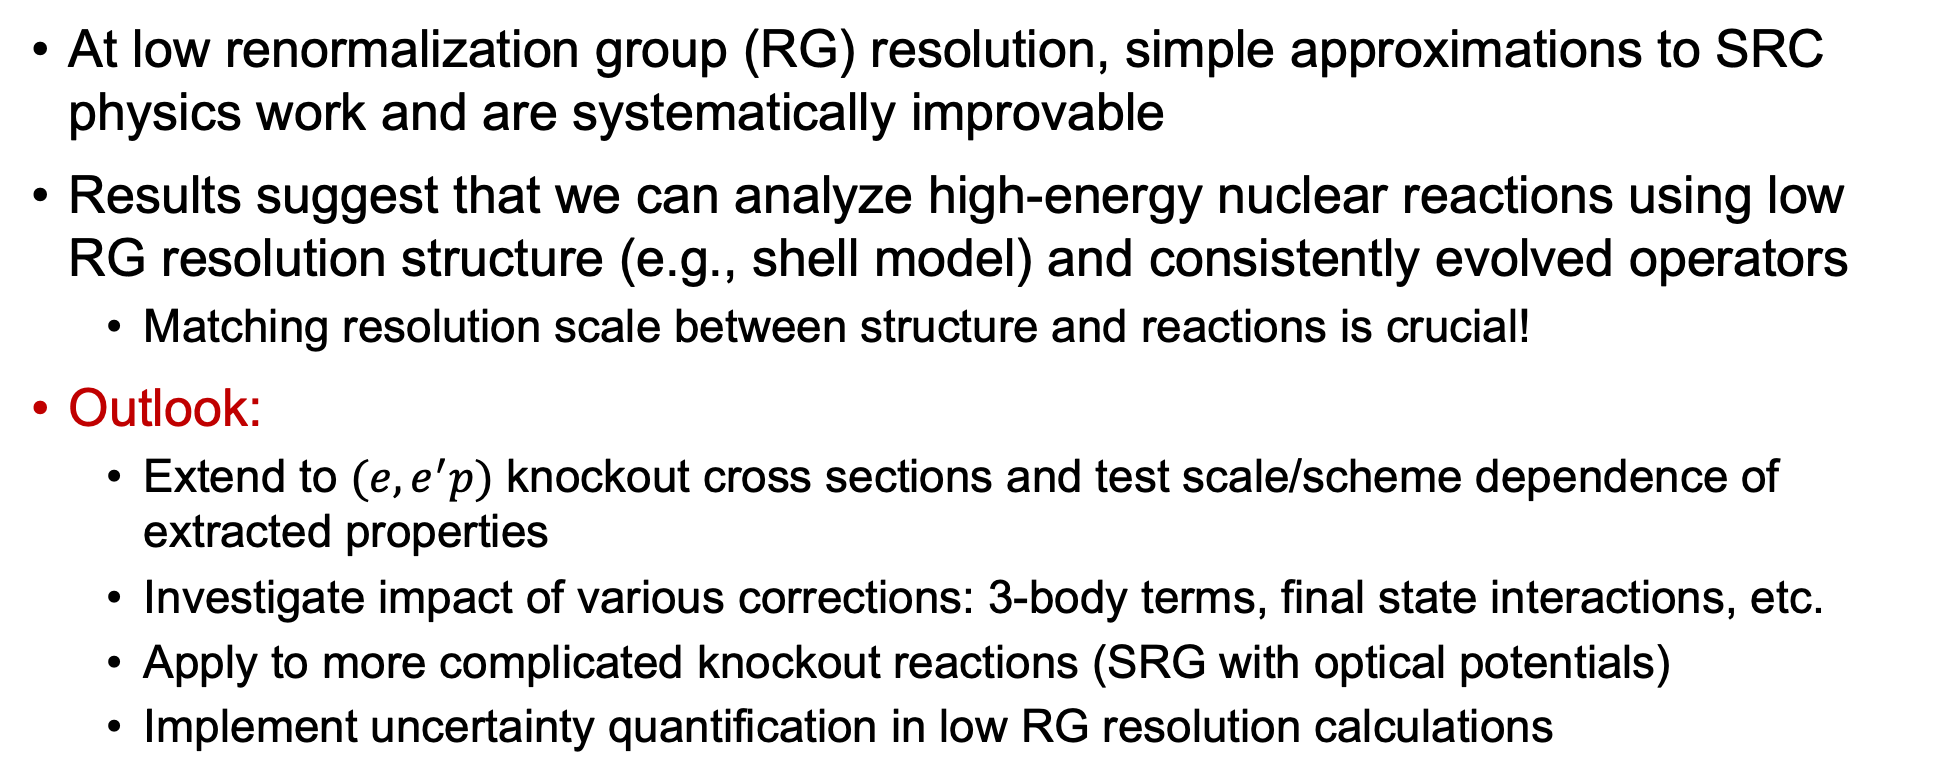 • At low renormalization group (RG) resolution, simple approximations to SRC
physics work and are systematically improvable
• Results suggest that we can analyze high-energy nuclear reactions using low
RG resolution structure (e.g., shell model) and consistently evolved operators
• Matching resolution scale between structure and reactions is crucial!
• Outlook:
• Extend to (e, e′p) knockout cross sections and test scale/scheme dependence of
extracted properties
• Investigate impact of various corrections: 3-body terms, final state interactions, etc.
• Apply to more complicated knockout reactions (SRG with optical potentials)
• Implement uncertainty quantification in low RG resolution calculations